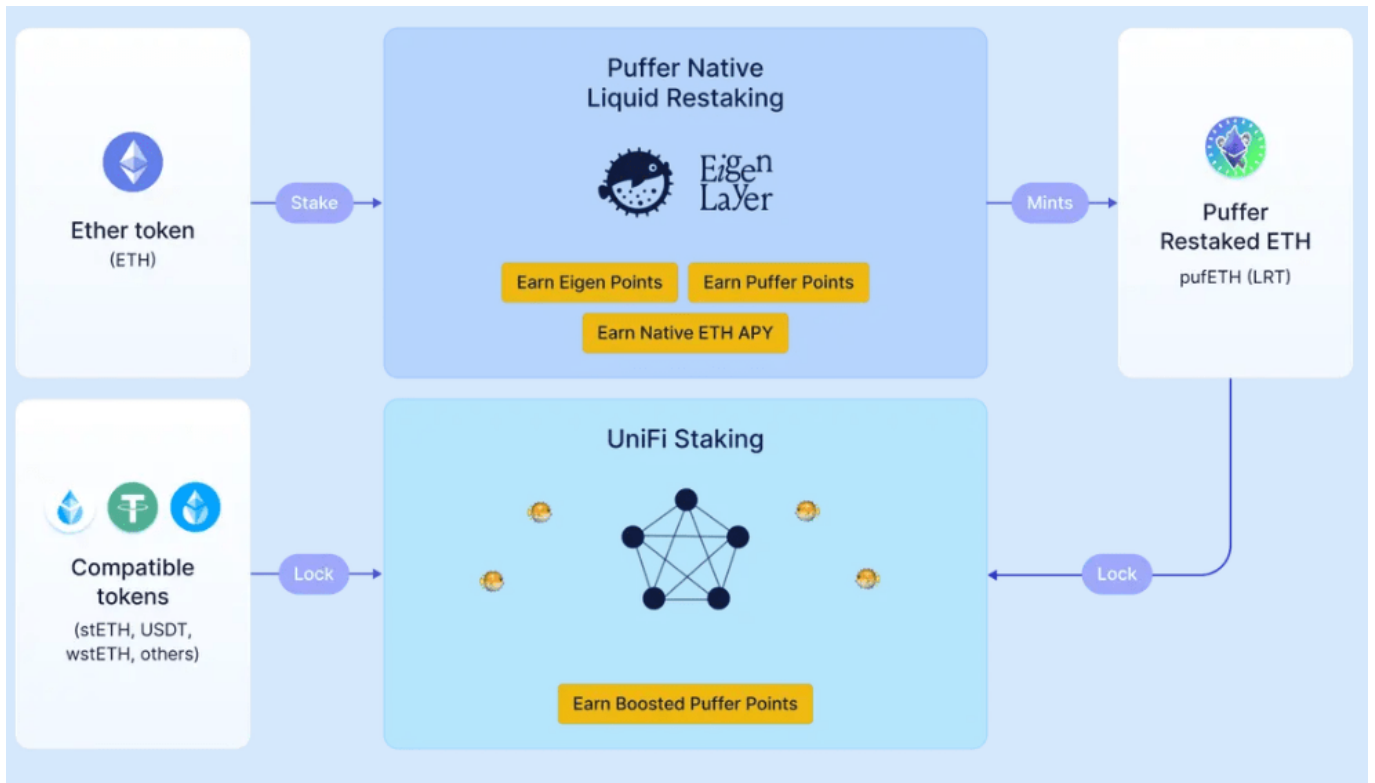 Ether token
(ETH)
Stake
Puffer Native
Liquid Restaking
Eigen
Layer
Earn Eigen Points
Earn Puffer Points
Earn Native ETH APY
Mints
Puffer
Restaked ETH
pufETH (LRT)
Compatible
tokens
(stETH, USDT,
wstETH, others)
Lock
UniFi Staking
Earn Boosted Puffer Points
Lock